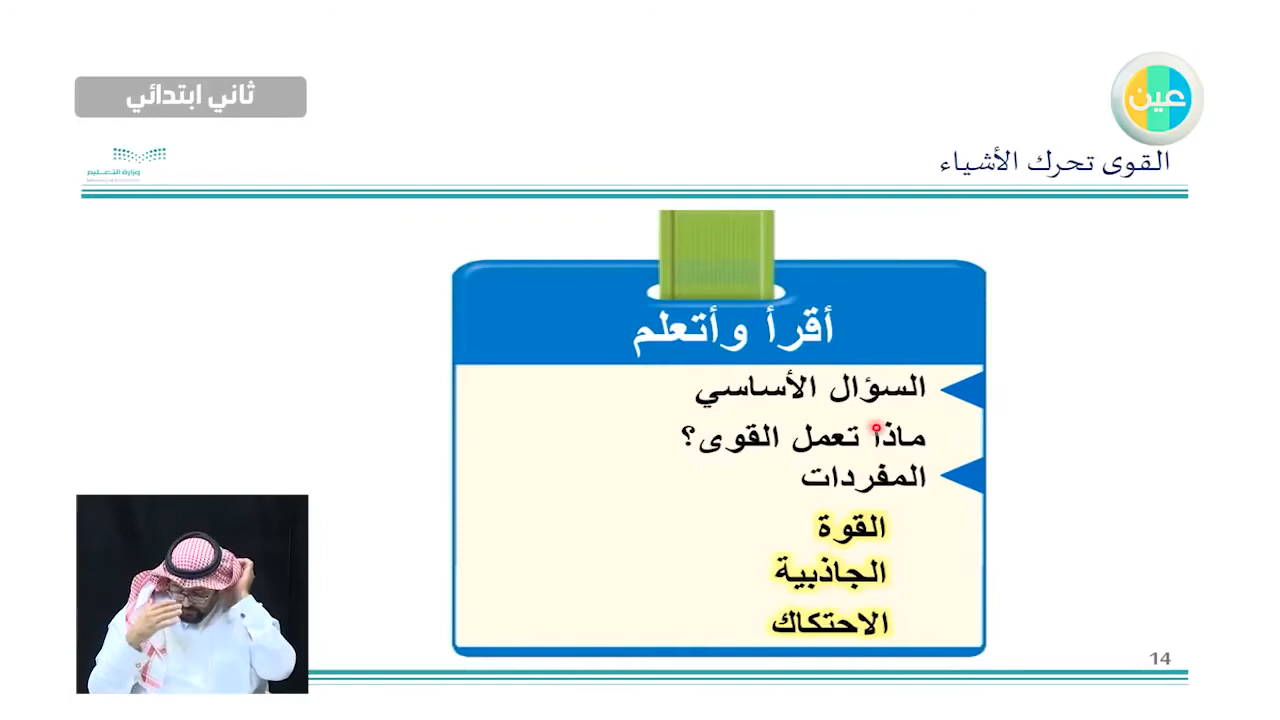 ثاني ابتدائي
عين
وزارة التعليم
القوى تحرك الأشياء
أقرأ وأتعلم
السؤال الأساسي
ماذا تعمل القوى؟
المفردات
القوة
الجاذبية
الاحتكاك
14